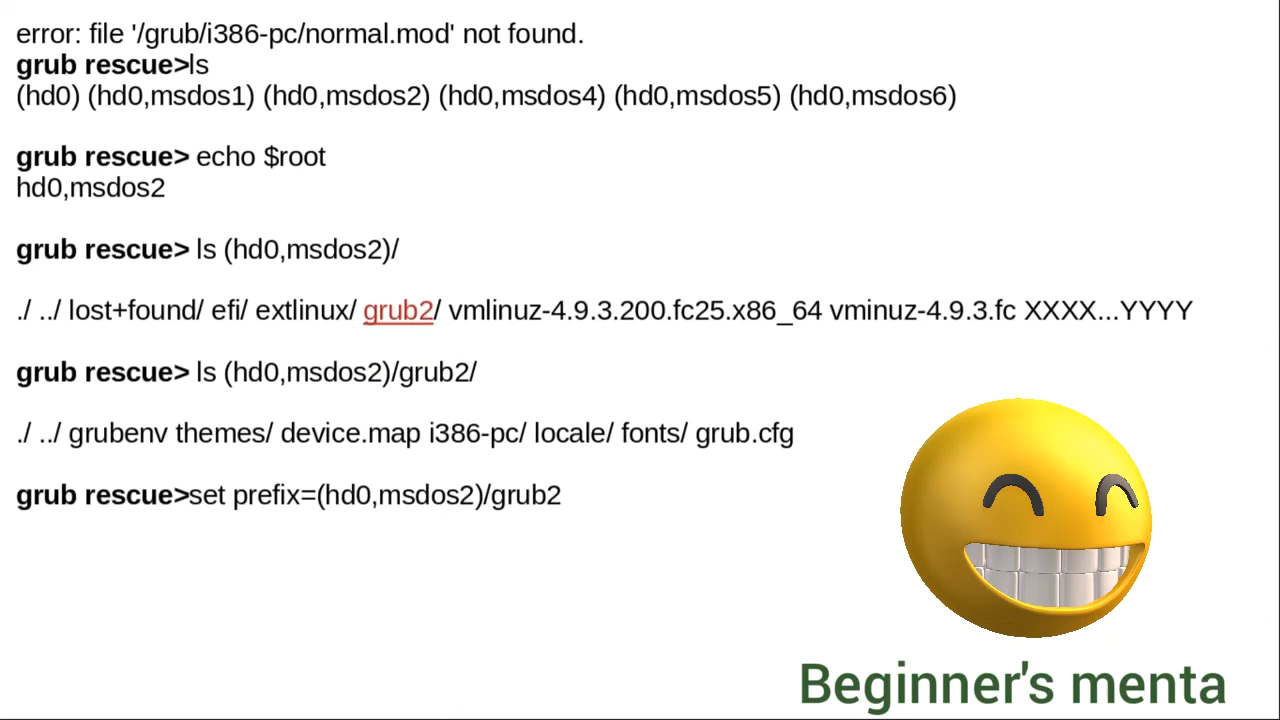 error: file '/grub/i386-pc/normal.mod' not found.
grub rescue>ls
(hd0) (hd0,msdos1) (hd0,msdos2) (hd0,msdos4) (hd0,msdos5) (hd0,msdos6)
grub rescue> echo $root
hd0,msdos2
grub rescue> ls (hd0,msdos2)/
./ ../ lost+found/ efi/ extlinux/ grub2/ vmlinuz-4.9.3.200.fc25.x86_64 vminuz-4.9.3.fc XXXX...YYYY
grub rescue> ls (hd0,msdos2)/grub2/
./ ../ grubenv themes/ device.map i386-pc/ locale/ fonts/ grub.cfg
grub rescue>set prefix=(hd0,msdos2)/grub2
Beginner's menta